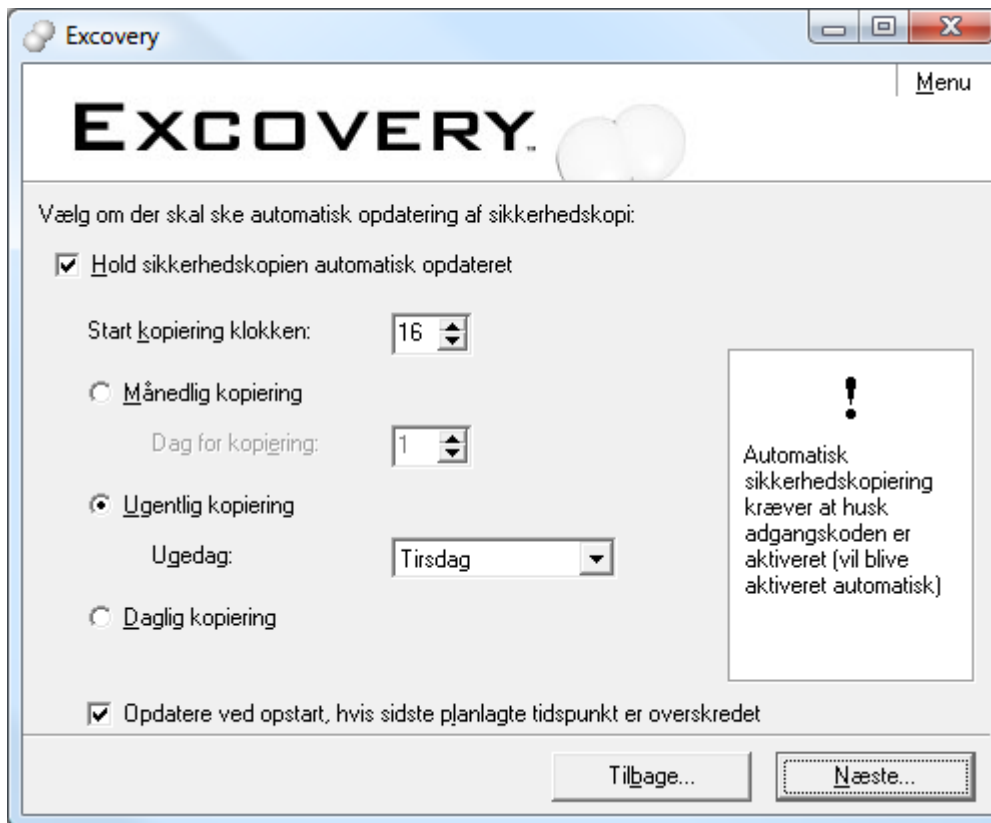 Excovery
Menu
EXCOVERY™
Vælg om der skal ske automatisk opdatering af sikkerhedskopi:
Hold sikkerhedskopien automatisk opdateret
Start kopiering klokken: 16
Månedlig kopiering
Dag for kopiering: 1
Ugentlig kopiering
Ugedag: Tirsdag
Daglig kopiering
Opdatere ved opstart, hvis sidste planlagte tidspunkt er overskredet
!
Automatisk
sikkerhedskopiering
kræver at husk
adgangskoden er
aktiveret (vil blive
aktiveret automatisk)
Tilbage...
Næste...